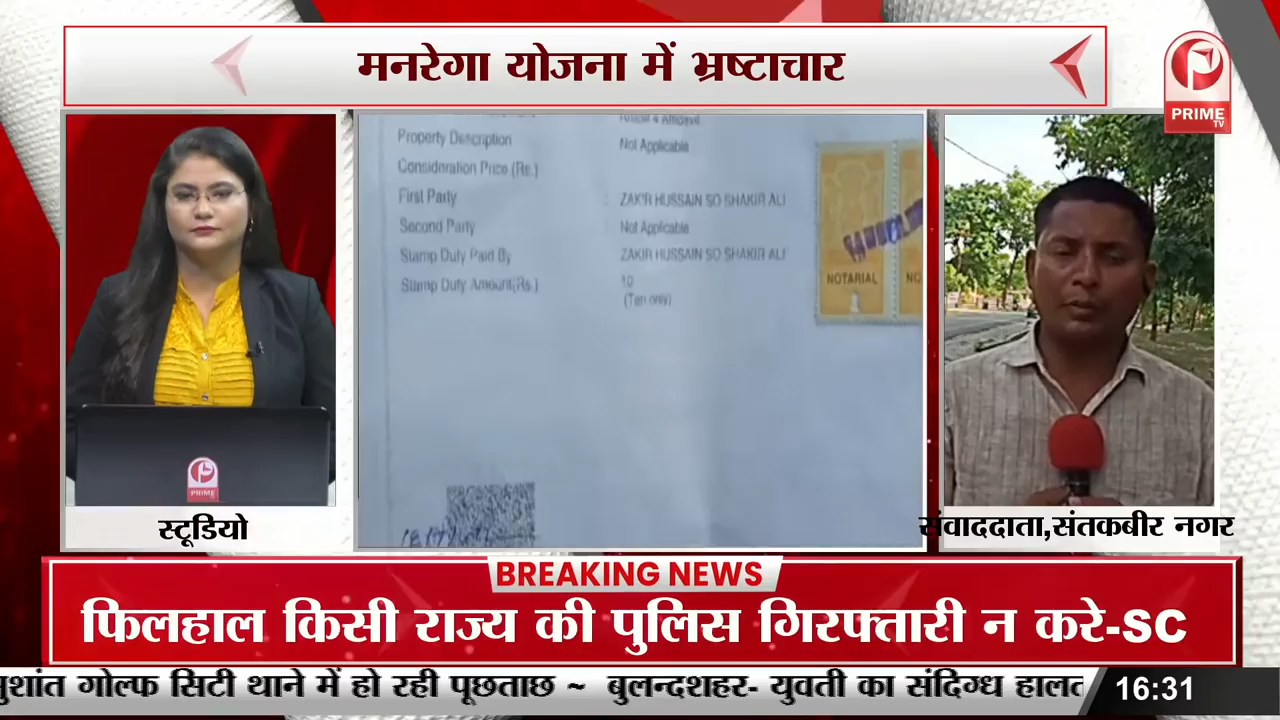 मनरेगा योजना में भ्रष्टाचार
PRIME
TV
Property Description
Not Applicable
Consideration Price (Rs.)
First Party : ZAKIR HUSSAIN SO SHAKIR ALI
Second Party : Not Applicable
Stamp Duty Paid By : ZAKIR HUSSAIN SO SHAKIR ALI
Stamp Duty Amount(Rs.) : 10
(Ten only)
NOTARIAL
NO
PRIME
स्टूडियो
संवाददाता,संतकबीर नगर
BREAKING NEWS
फिलहाल किसी राज्य की पुलिस गिरफ्तारी न करे-SC
सुशांत गोल्फ सिटी थाने में हो रही पूछताछ ~ बुलन्दशहर- युवती का संदिग्ध हालत
16:31